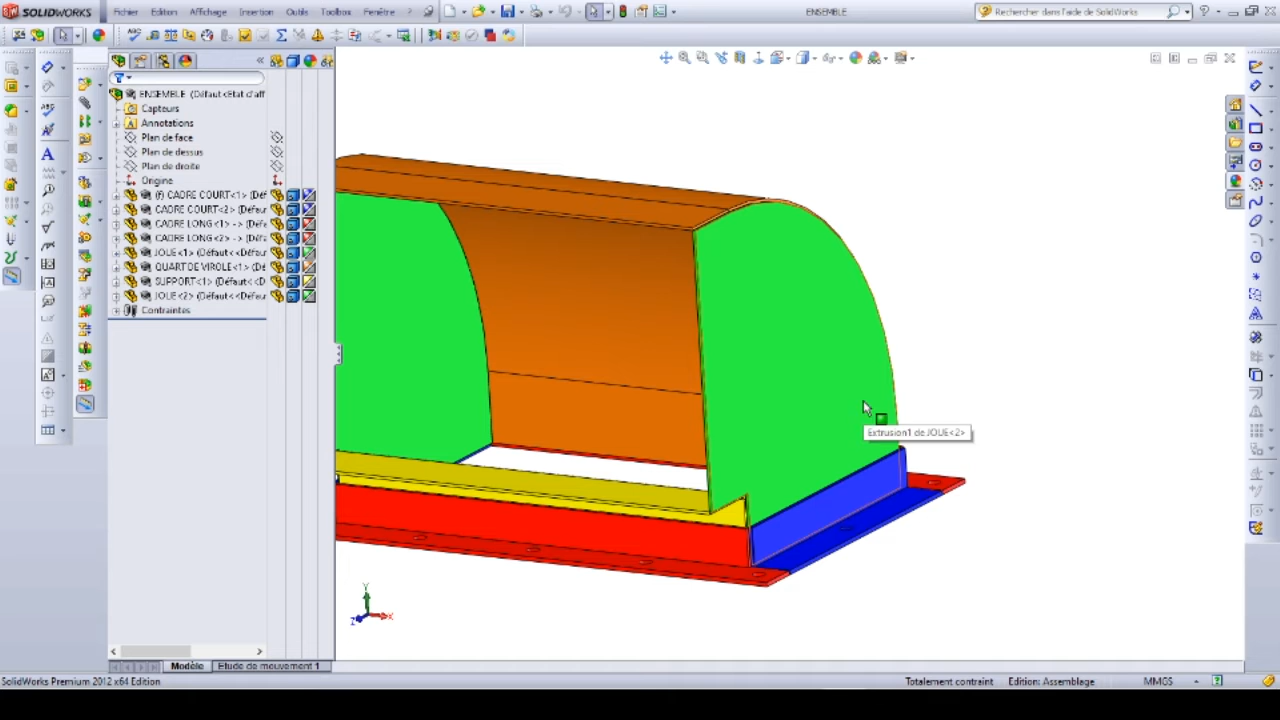 SOLIDWORKS Fichier Edition Affichage Insertion Outils Toolbox Fenêtre ? ENSEMBLE Rechercher dans l'aide de SolidWorks
ENSEMBLE (Défaut<Etat d'aff
Capteurs
Annotations
Plan de face
Plan de dessus
Plan de droite
Origine
(f) CADRE COURT<1> (Déf
CADRE COURT<2> (Défau
CADRE LONG<1> -> (Défa
CADRE LONG<2> -> (Défa
JOUE<1> (Défaut<<Défau
QUART DE VIROLE<1> (Dé
SUPPORT<1> (Défaut<<D
JOUE<2> (Défaut<<Défau
Contraintes
Extrusion1 de JOUE<2>
Y
X
Z
Modèle Etude de mouvement 1
SolidWorks Premium 2012 x64 Edition Totalement contraint Edition: Assemblage MMGS